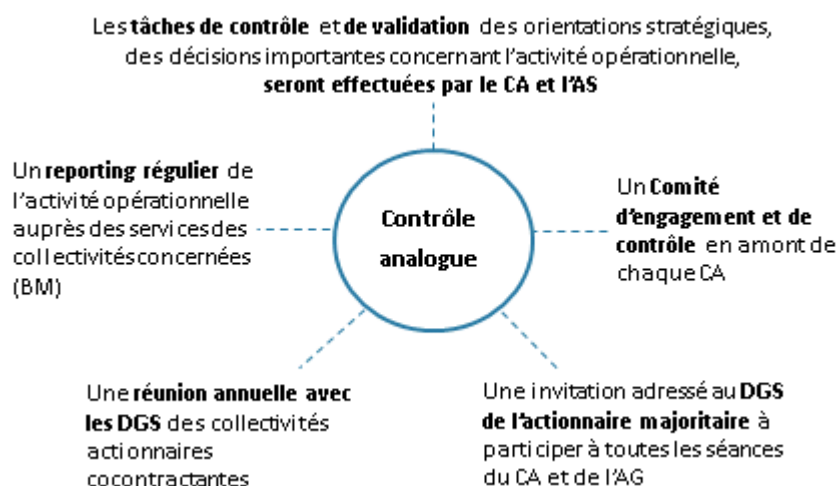 Les tâches de contrôle et de validation des orientations stratégiques,
des décisions importantes concernant l'activité opérationnelle,
seront effectuées par le CA et l'AS
Un reporting régulier de
l'activité opérationnelle
auprès des services des
collectivités concernées
(BM)
Contrôle
analogue
Un Comité
d'engagement et de
contrôle en amont de
chaque CA
Une réunion annuelle avec
les DGS des collectivités
actionnaires
cocontractantes
Une invitation adressé au DGS
de l'actionnaire majoritaire à
participer à toutes les séances
du CA et de l'AG